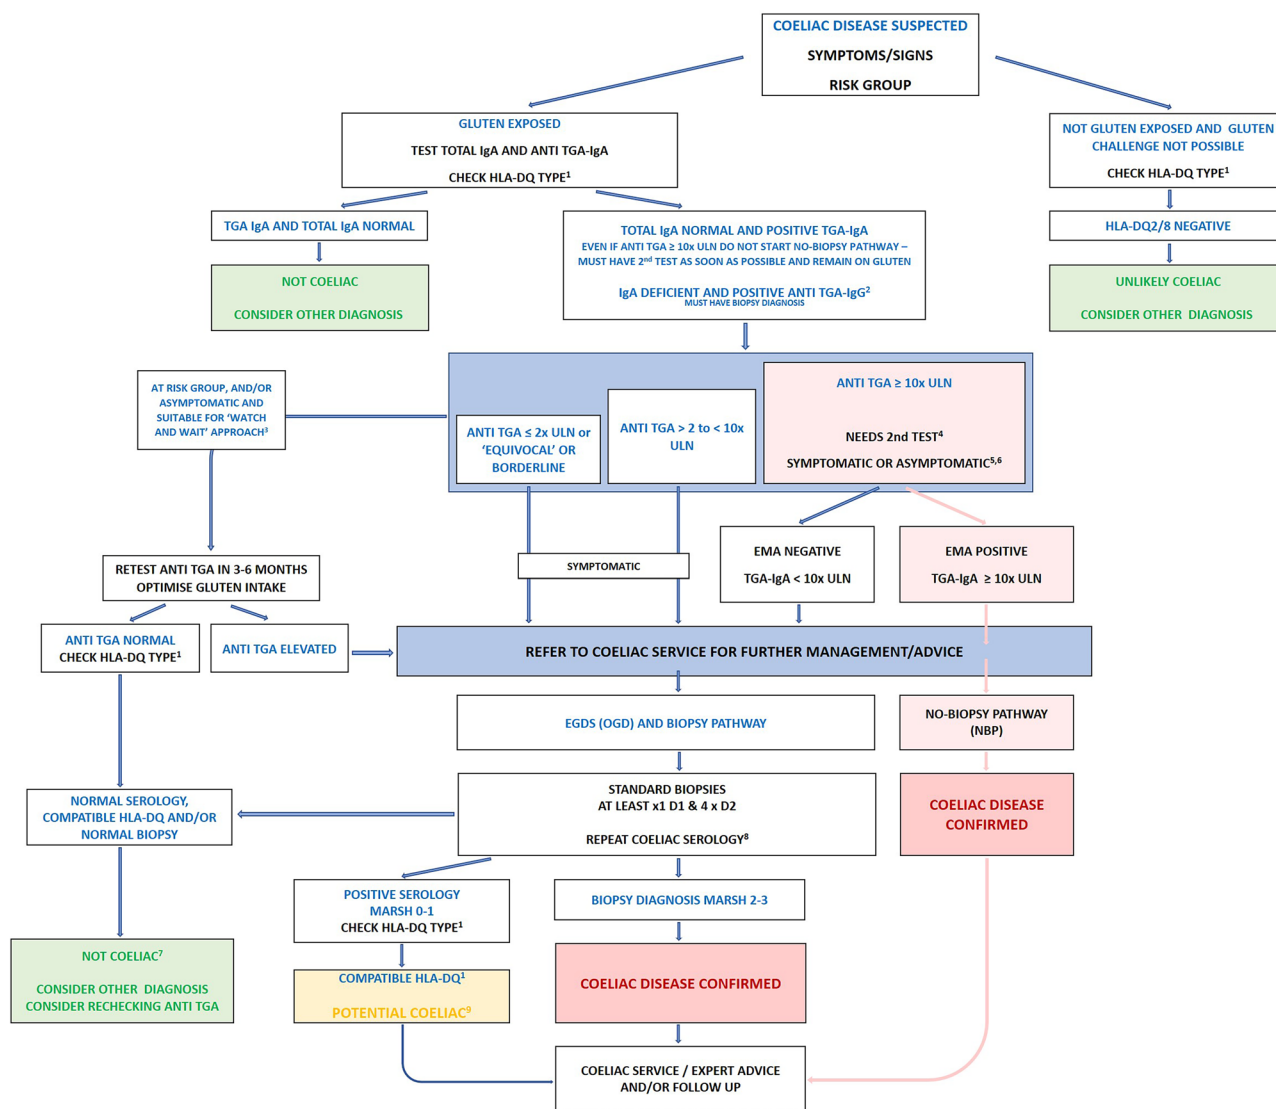 COELIAC DISEASE SUSPECTED
SYMPTOMS/SIGNS
RISK GROUP
GLUTEN EXPOSED
TEST TOTAL IgA AND ANTI TGA-IgA
CHECK HLA-DQ TYPE¹
NOT GLUTEN EXPOSED AND GLUTEN
CHALLENGE NOT POSSIBLE
CHECK HLA-DQ TYPE¹
TGA IgA AND TOTAL IgA NORMAL
TOTAL IgA NORMAL AND POSITIVE TGA-IgA
EVEN IF ANTI TGA ≥ 10x ULN DO NOT START NO-BIOPSY PATHWAY –
MUST HAVE 2nd TEST AS SOON AS POSSIBLE AND REMAIN ON GLUTEN
IgA DEFICIENT AND POSITIVE ANTI TGA-IgG²
MUST HAVE BIOPSY DIAGNOSIS
HLA-DQ2/8 NEGATIVE
NOT COELIAC
CONSIDER OTHER DIAGNOSIS
UNLIKELY COELIAC
CONSIDER OTHER DIAGNOSIS
AT RISK GROUP, AND/OR
ASYMPTOMATIC AND
SUITABLE FOR ‘WATCH
AND WAIT’ APPROACH³
ANTI TGA ≤ 2x ULN or
‘EQUIVOCAL’ OR
BORDERLINE
ANTI TGA > 2 to < 10x
ULN
ANTI TGA ≥ 10x ULN
NEEDS 2nd TEST⁴
SYMPTOMATIC OR ASYMPTOMATIC⁵,⁶
RETEST ANTI TGA IN 3-6 MONTHS
OPTIMISE GLUTEN INTAKE
SYMPTOMATIC
EMA NEGATIVE
TGA-IgA < 10x ULN
EMA POSITIVE
TGA-IgA ≥ 10x ULN
ANTI TGA NORMAL
CHECK HLA-DQ TYPE¹
ANTI TGA ELEVATED
REFER TO COELIAC SERVICE FOR FURTHER MANAGEMENT/ADVICE
EGDS (OGD) AND BIOPSY PATHWAY
NO-BIOPSY PATHWAY
(NBP)
NORMAL SEROLOGY,
COMPATIBLE HLA-DQ AND/OR
NORMAL BIOPSY
STANDARD BIOPSIES
AT LEAST x1 D1 & 4 x D2
REPEAT COELIAC SEROLOGY⁸
COELIAC DISEASE
CONFIRMED
POSITIVE SEROLOGY
MARSH 0-1
CHECK HLA-DQ TYPE¹
BIOPSY DIAGNOSIS MARSH 2-3
NOT COELIAC⁷
CONSIDER OTHER DIAGNOSIS
CONSIDER RECHECKING ANTI TGA
COMPATIBLE HLA-DQ¹
POTENTIAL COELIAC⁹
COELIAC DISEASE CONFIRMED
COELIAC SERVICE / EXPERT ADVICE
AND/OR FOLLOW UP